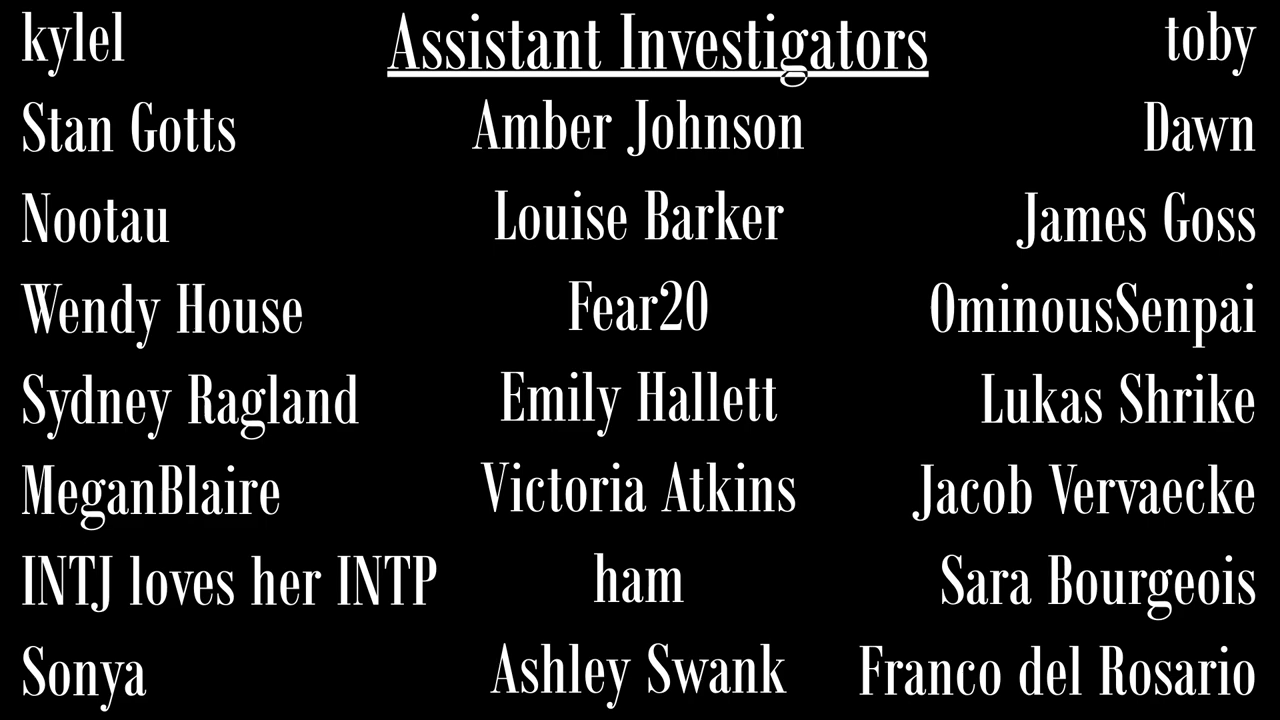 Assistant Investigators
kylel
Stan Gotts
Nootau
Wendy House
Sydney Ragland
MeganBlaire
INTJ loves her INTP
Sonya
Amber Johnson
Louise Barker
Fear20
Emily Hallett
Victoria Atkins
ham
Ashley Swank
toby
Dawn
James Goss
OminousSenpai
Lukas Shrike
Jacob Vervaecke
Sara Bourgeois
Franco del Rosario